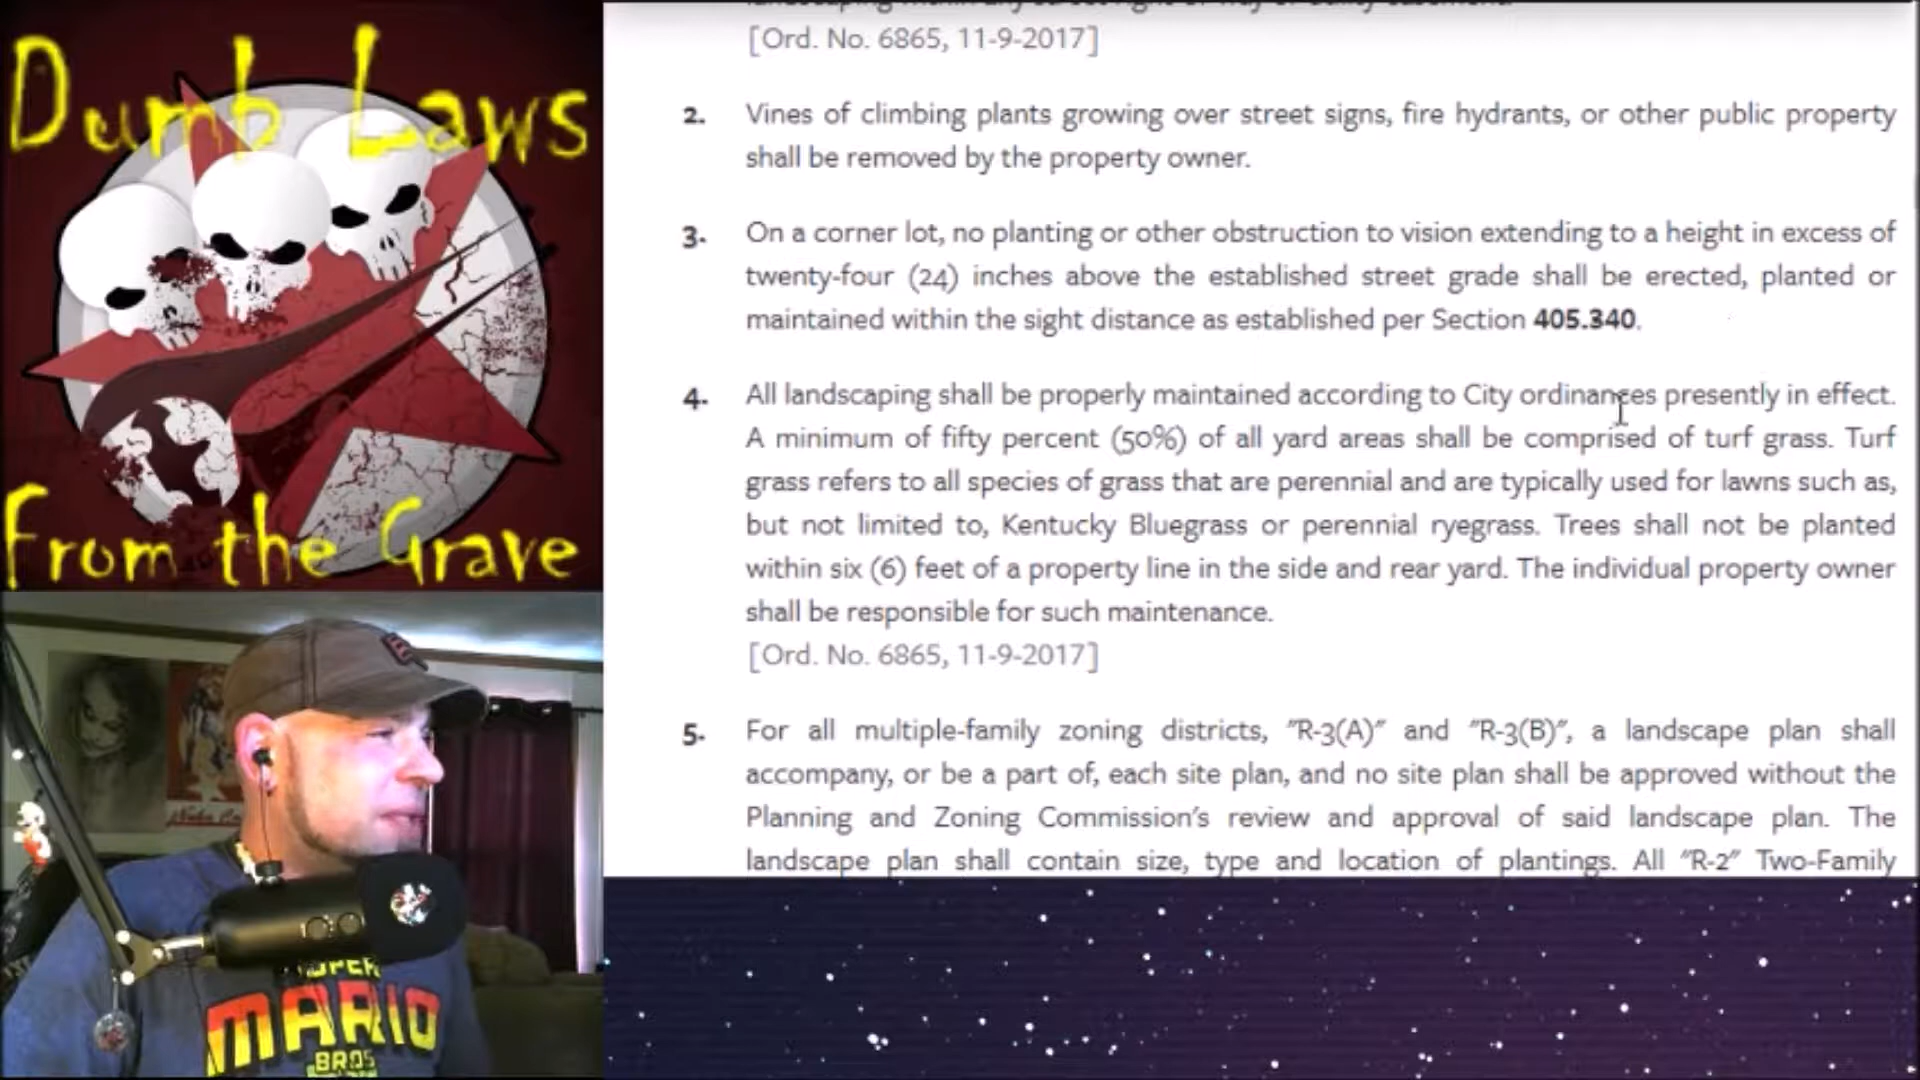 Dumb Laws
From the Grave
[Ord. No. 6865, 11-9-2017]
2. Vines of climbing plants growing over street signs, fire hydrants, or other public property
shall be removed by the property owner.
3. On a corner lot, no planting or other obstruction to vision extending to a height in excess of
twenty-four (24) inches above the established street grade shall be erected, planted or
maintained within the sight distance as established per Section 405.340.
4. All landscaping shall be properly maintained according to City ordinances presently in effect.
A minimum of fifty percent (50%) of all yard areas shall be comprised of turf grass. Turf
grass refers to all species of grass that are perennial and are typically used for lawns such as,
but not limited to, Kentucky Bluegrass or perennial ryegrass. Trees shall not be planted
within six (6) feet of a property line in the side and rear yard. The individual property owner
shall be responsible for such maintenance.
[Ord. No. 6865, 11-9-2017]
5. For all multiple-family zoning districts, "R-3(A)" and "R-3(B)", a landscape plan shall
accompany, or be a part of, each site plan, and no site plan shall be approved without the
Planning and Zoning Commission's review and approval of said landscape plan. The
landscape plan shall contain size, type and location of plantings. All "R-2" Two-Family
MARIO
BROS